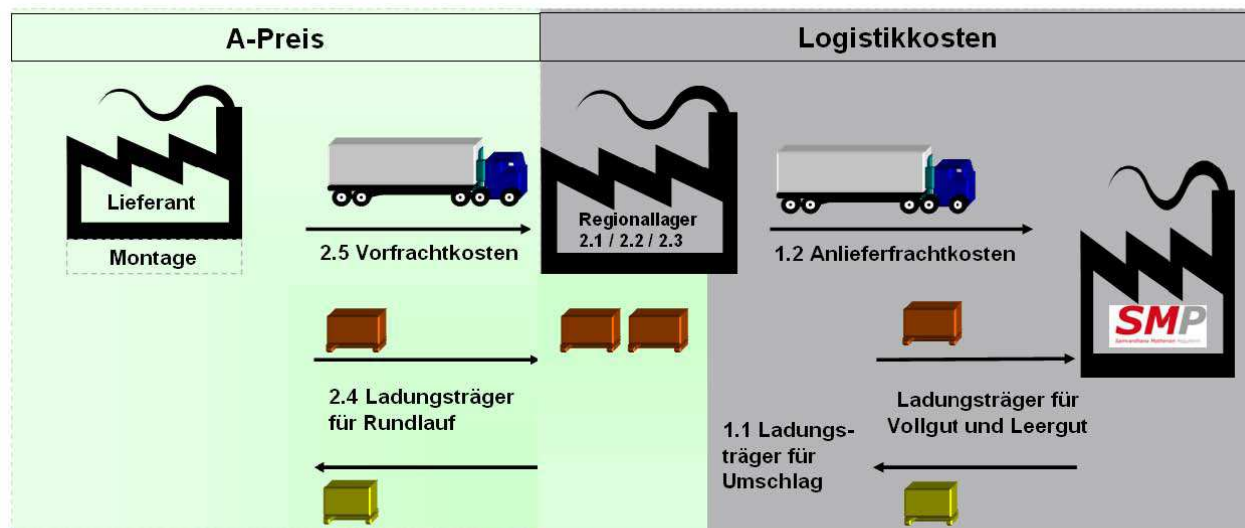 A-Preis
Logistikkosten
Lieferant
Montage
2.5 Vorfrachtkosten
Regionallager
2.1 / 2.2 / 2.3
1.2 Anlieferfrachtkosten
SMP
2.4 Ladungsträger
für Rundlauf
1.1 Ladungs-
träger für
Umschlag
Ladungsträger für
Vollgut und Leergut